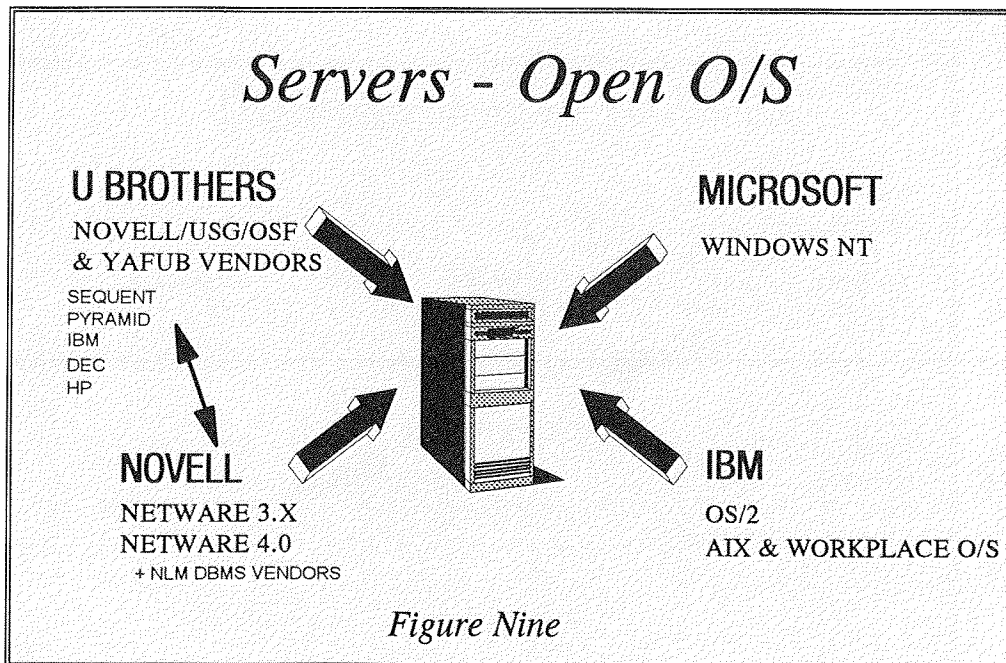 Servers - Open O/S
U BROTHERS
NOVELL/USG/OSF
& YAFUB VENDORS
SEQUENT
PYRAMID
IBM
DEC
HP
MICROSOFT
WINDOWS NT
NOVELL
NETWARE 3.X
NETWARE 4.0
+ NLM DBMS VENDORS
IBM
OS/2
AIX & WORKPLACE O/S
Figure Nine